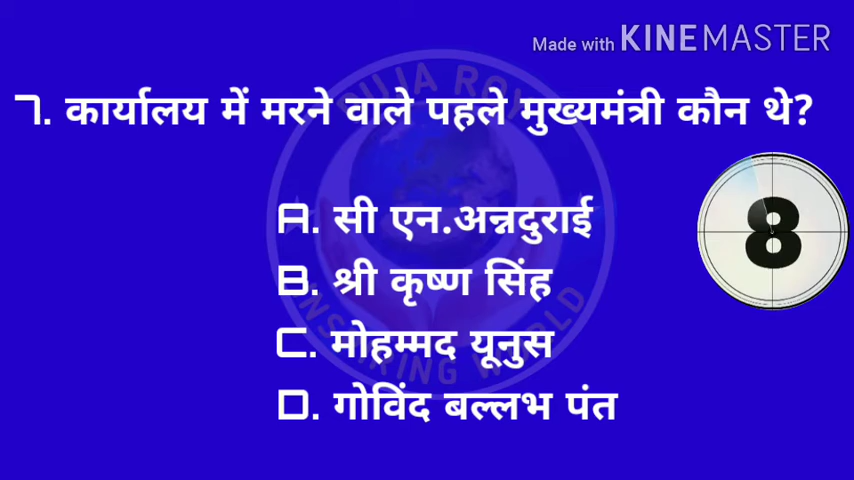 Made with KINEMASTER
7. कार्यालय में मरने वाले पहले मुख्यमंत्री कौन थे?
A. सी एन.अन्नदुराई
8
B. श्री कृष्ण सिंह
C. मोहम्मद यूनुस
D. गोविंद बल्लभ पंत